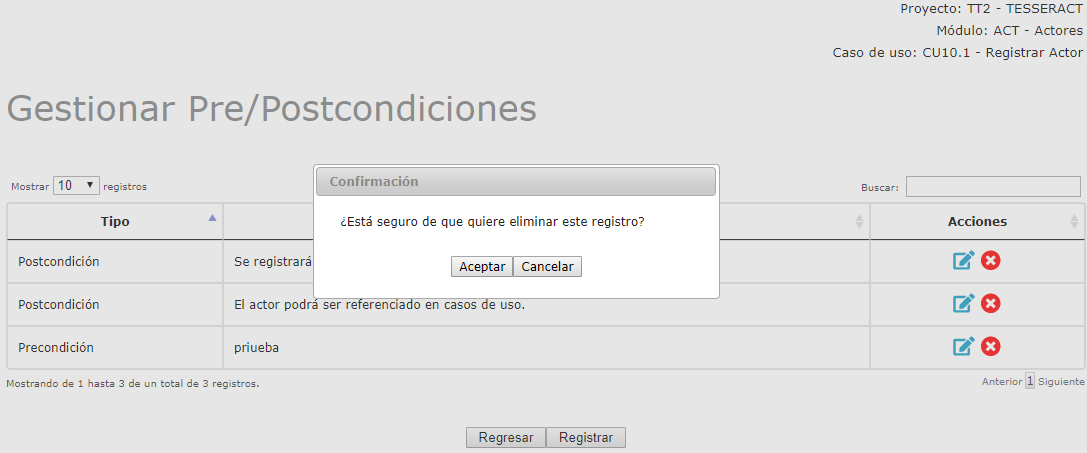 Proyecto: TT2 - TESSERACT
Módulo: ACT - Actores
Caso de uso: CU10.1 - Registrar Actor
Gestionar Pre/Postcondiciones
Mostrar 10 registros
Buscar:
Confirmación
¿Está seguro de que quiere eliminar este registro?
Aceptar Cancelar
Tipo Acciones
Postcondición Se registrará
Postcondición El actor podrá ser referenciado en casos de uso.
Precondición priueba
Mostrando de 1 hasta 3 de un total de 3 registros.
Anterior 1 Siguiente
Regresar Registrar